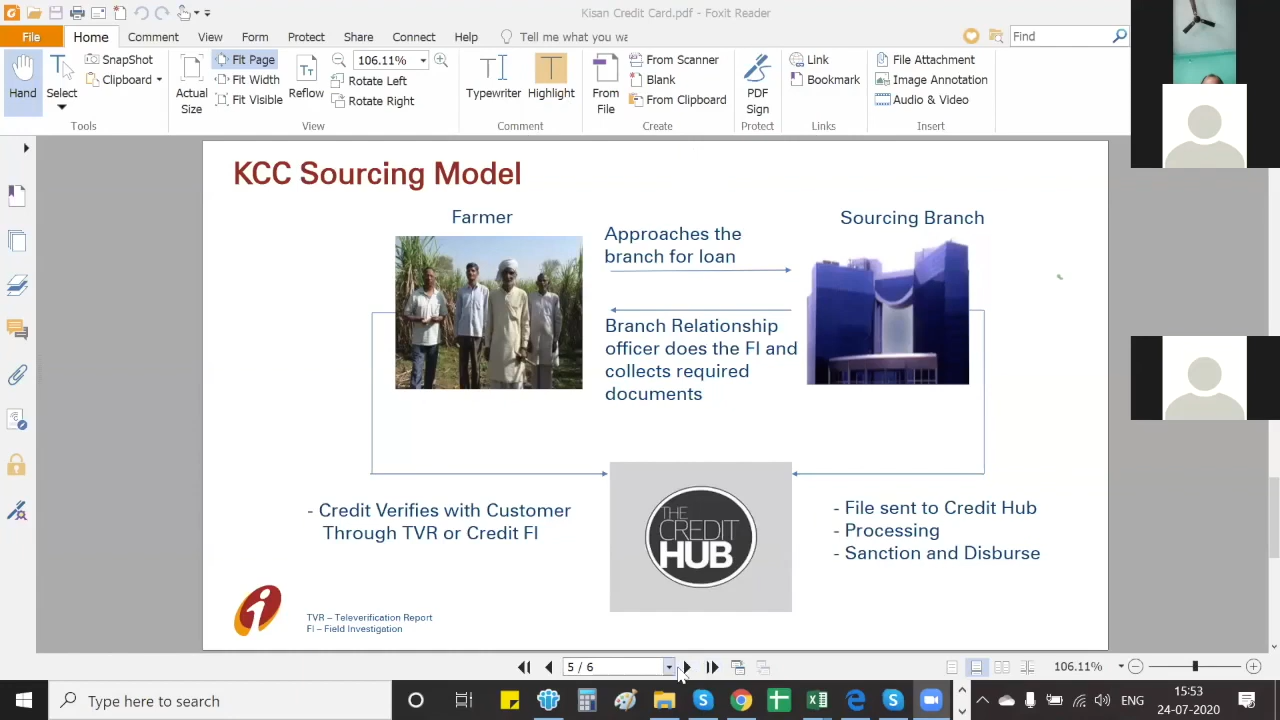 Kisan Credit Card.pdf - Foxit Reader
File
Home
Comment
View
Form
Protect
Share
Connect
Help
Tell me what you wa
Find
Hand
Select
SnapShot
Clipboard
Tools
Actual
Size
Fit Page
Fit Width
Fit Visible
Reflow
106.11%
Rotate Left
Rotate Right
View
Typewriter
Highlight
Comment
From
File
From Scanner
Blank
From Clipboard
Create
PDF
Sign
Protect
Link
Bookmark
Links
File Attachment
Image Annotation
Audio & Video
Insert
KCC Sourcing Model
Farmer
Approaches the
branch for loan
Sourcing Branch
Branch Relationship
officer does the FI and
collects required
documents
- Credit Verifies with Customer
Through TVR or Credit FI
THE
CREDIT
HUB
- File sent to Credit Hub
- Processing
- Sanction and Disburse
TVR – Televerification Report
FI – Field Investigation
5 / 6
106.11%
Type here to search
ENG
15:53
24-07-2020